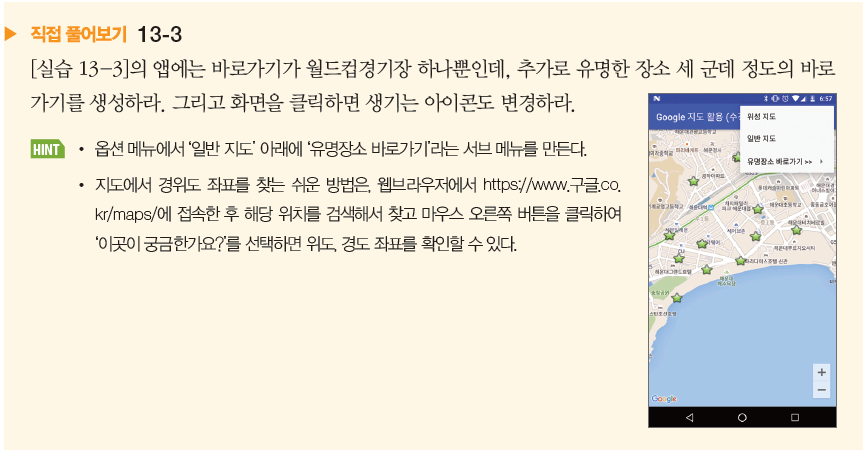 직접 풀어보기 13-3
[실습 13-3]의 앱에는 바로가기가 월드컵경기장 하나뿐인데, 추가로 유명한 장소 세 군데 정도의 바로
가기를 생성하라. 그리고 화면을 클릭하면 생기는 아이콘도 변경하라.
HINT • 옵션 메뉴에서 ‘일반 지도’ 아래에 ‘유명장소 바로가기’라는 서브 메뉴를 만든다.
• 지도에서 경위도 좌표를 찾는 쉬운 방법은, 웹브라우저에서 https://www.구글.co.
kr/maps/에 접속한 후 해당 위치를 검색해서 찾고 마우스 오른쪽 버튼을 클릭하여
‘이곳이 궁금한가요?’를 선택하면 위도, 경도 좌표를 확인할 수 있다.
6:57
Google 지도 활용 (수정
위성 지도
일반 지도
유명장소 바로가기 >>
Google